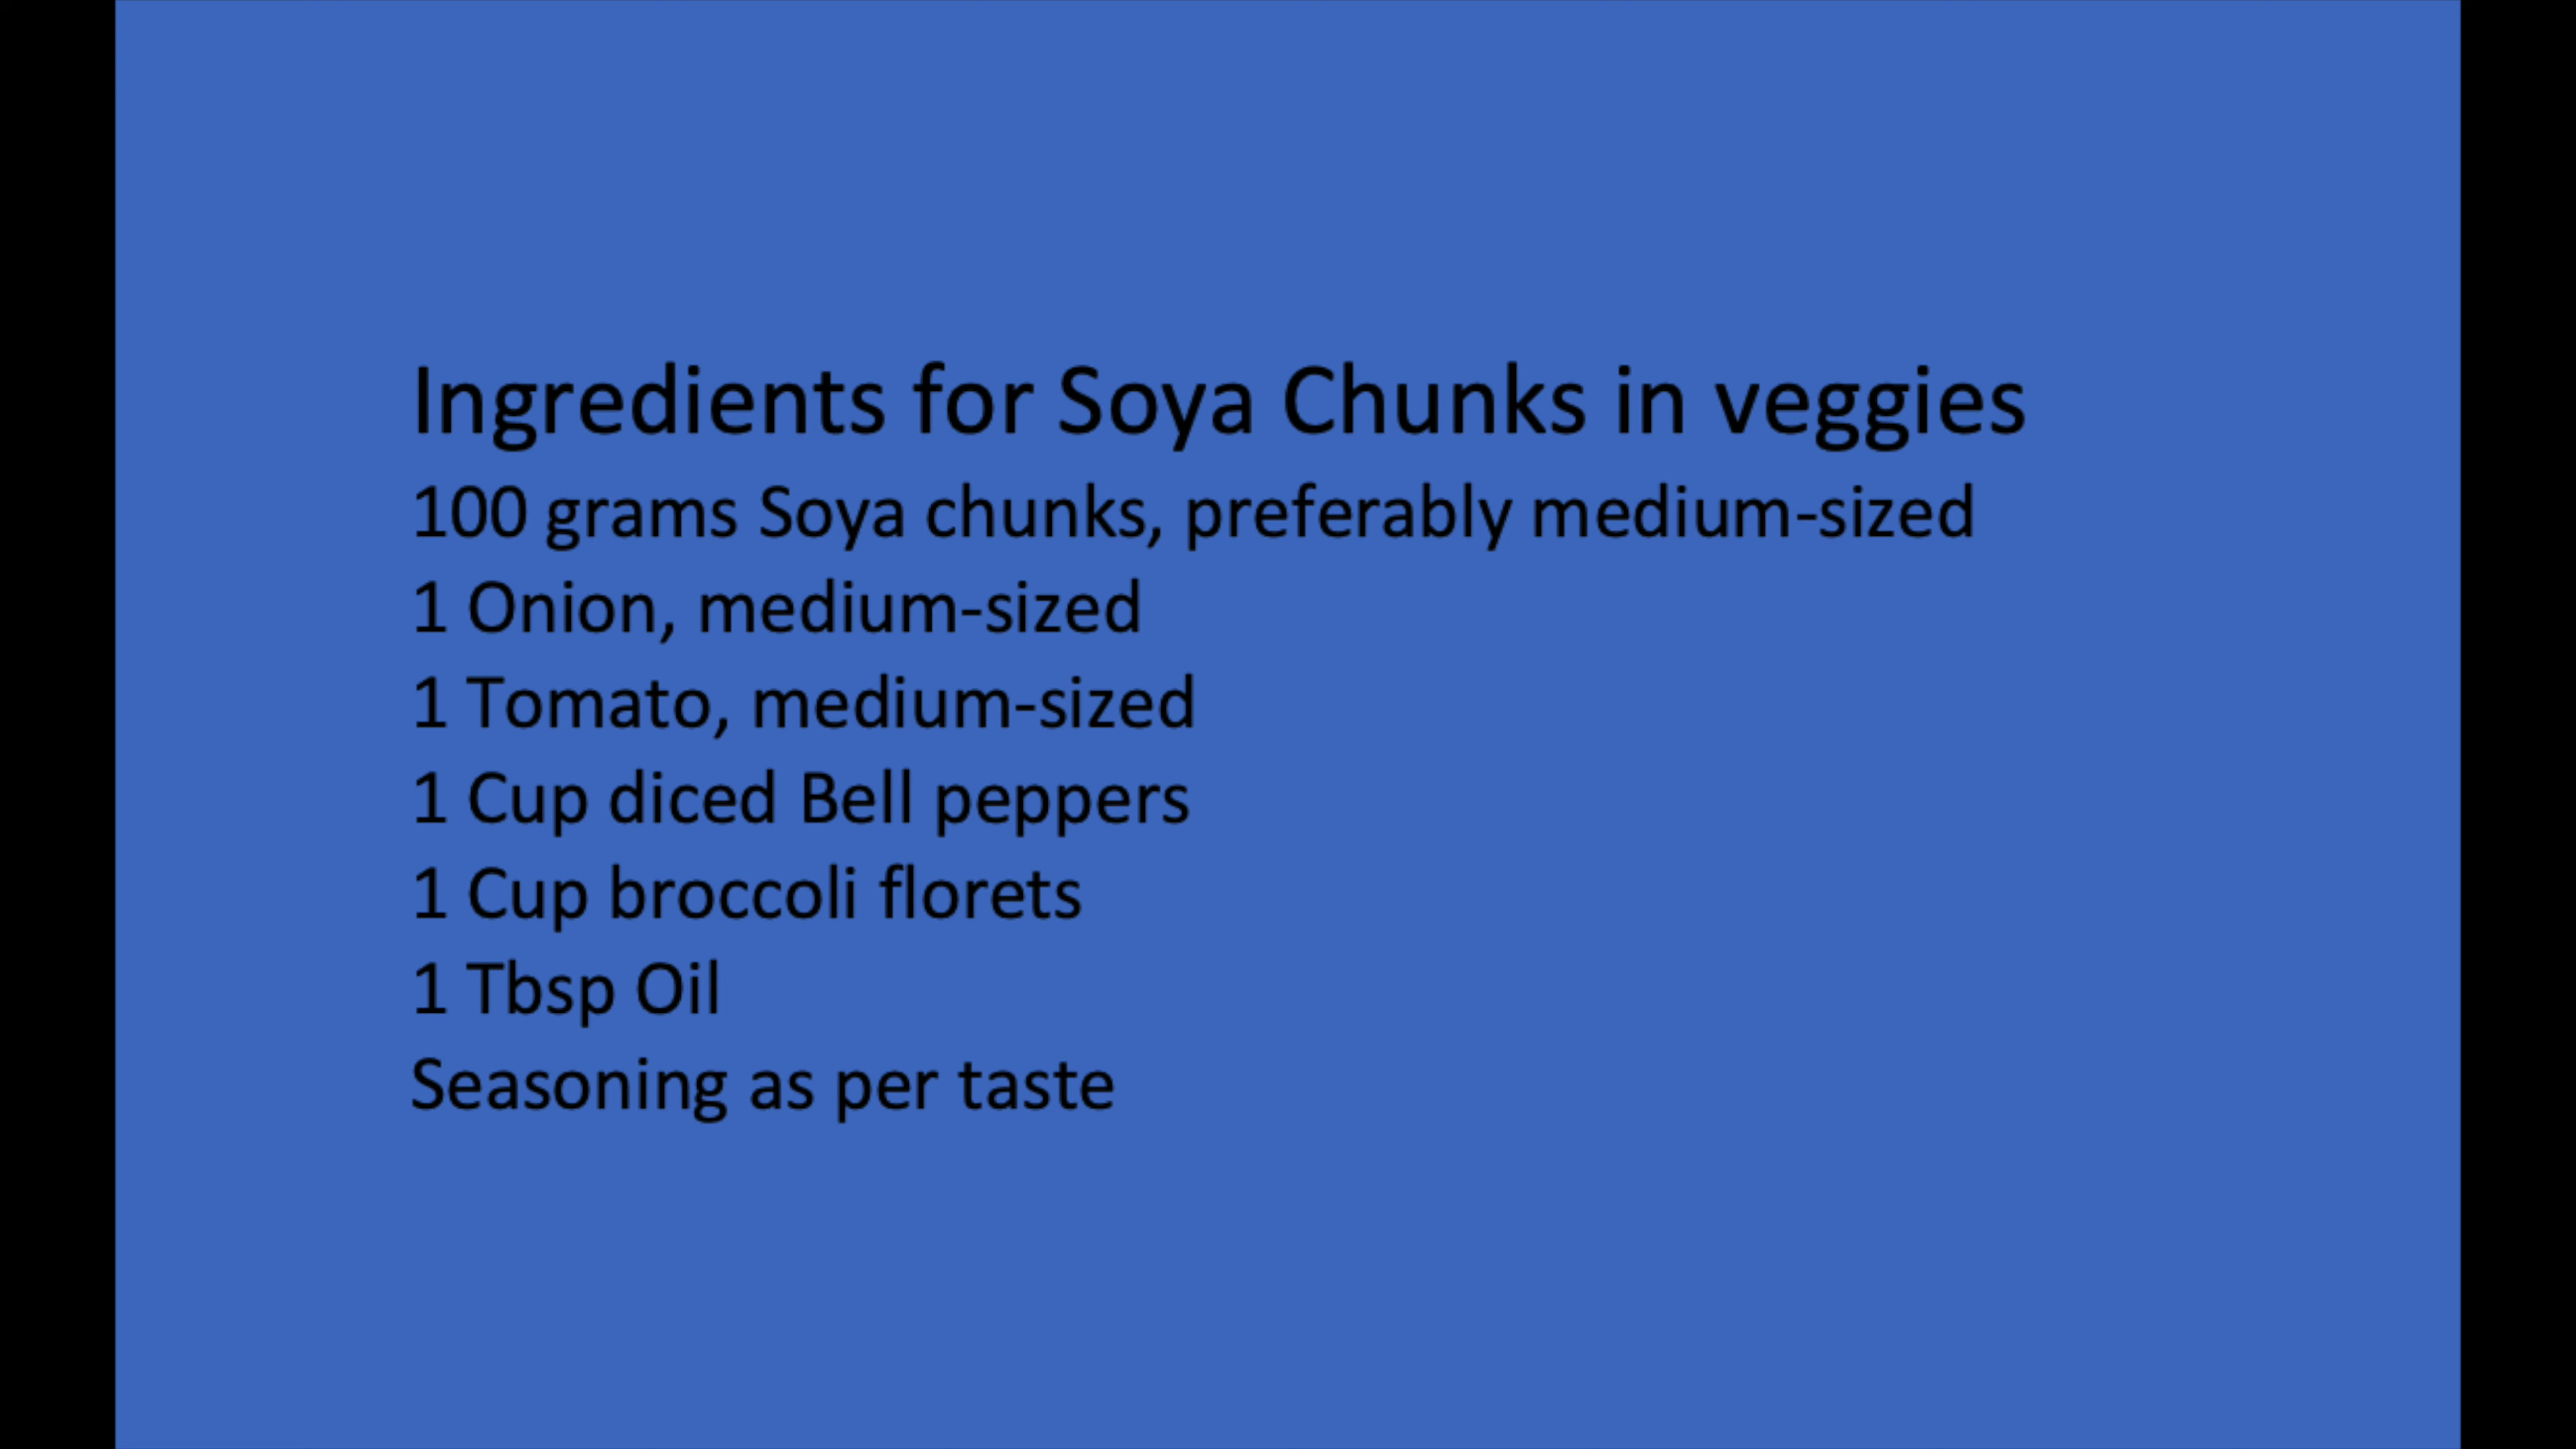 Ingredients for Soya Chunks in veggies
100 grams Soya chunks, preferably medium-sized
1 Onion, medium-sized
1 Tomato, medium-sized
1 Cup diced Bell peppers
1 Cup broccoli florets
1 Tbsp Oil
Seasoning as per taste